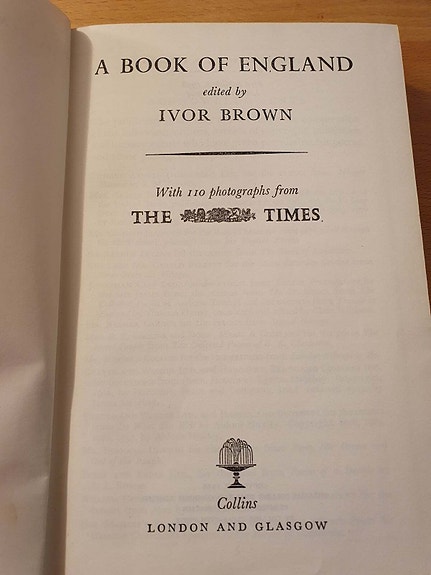 A BOOK OF ENGLAND
edited by
IVOR BROWN
With 110 photographs from
THE TIMES
Collins
LONDON AND GLASGOW